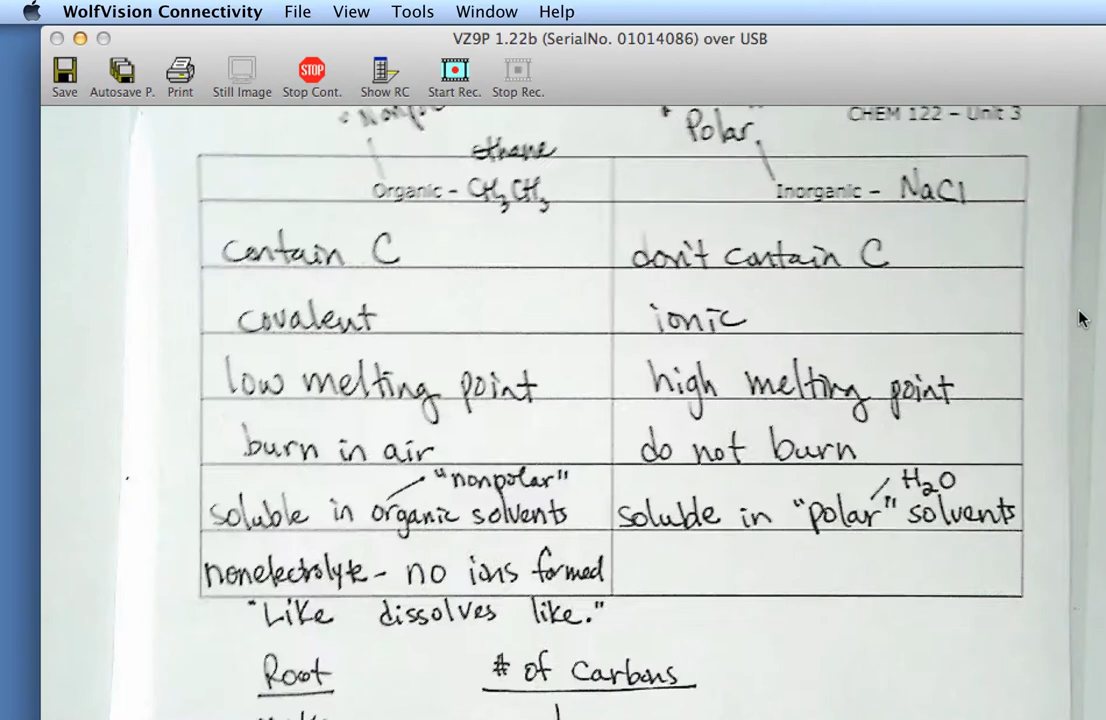 WolfVision Connectivity File View Tools Window Help
VZ9P 1.22b (SerialNo. 01014086) over USB
Save Autosave P. Print Still Image Stop Cont. Show RC Start Rec. Stop Rec.
STOP
"Polar" CHEM 122 – Unit 3
ethane
Organic - CH3CH3 Inorganic - NaCl
contain C don't contain C
covalent ionic
low melting point high melting point
burn in air do not burn
"nonpolar" H2O
soluble in organic solvents soluble in "polar" solvents
nonelectrolyte - no ions formed
"Like dissolves like."
Root # of Carbons